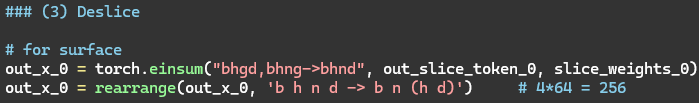 ### (3) Deslice
# for surface
out_x_0 = torch.einsum("bhgd,bhng->bhnd", out_slice_token_0, slice_weights_0)
out_x_0 = rearrange(out_x_0, 'b h n d -> b n (h d)')     # 4*64 = 256